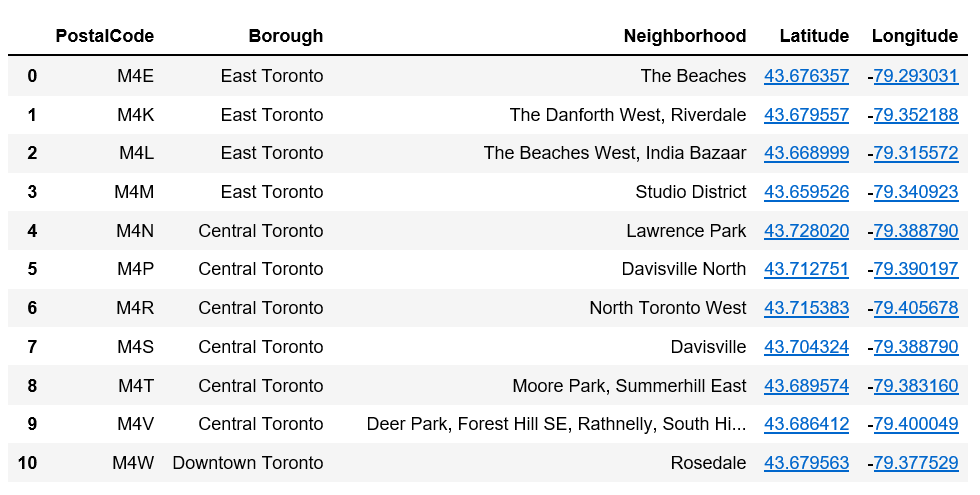 PostalCode Borough Neighborhood Latitude Longitude
0 M4E East Toronto The Beaches 43.676357 -79.293031
1 M4K East Toronto The Danforth West, Riverdale 43.679557 -79.352188
2 M4L East Toronto The Beaches West, India Bazaar 43.668999 -79.315572
3 M4M East Toronto Studio District 43.659526 -79.340923
4 M4N Central Toronto Lawrence Park 43.728020 -79.388790
5 M4P Central Toronto Davisville North 43.712751 -79.390197
6 M4R Central Toronto North Toronto West 43.715383 -79.405678
7 M4S Central Toronto Davisville 43.704324 -79.388790
8 M4T Central Toronto Moore Park, Summerhill East 43.689574 -79.383160
9 M4V Central Toronto Deer Park, Forest Hill SE, Rathnelly, South Hi... 43.686412 -79.400049
10 M4W Downtown Toronto Rosedale 43.679563 -79.377529